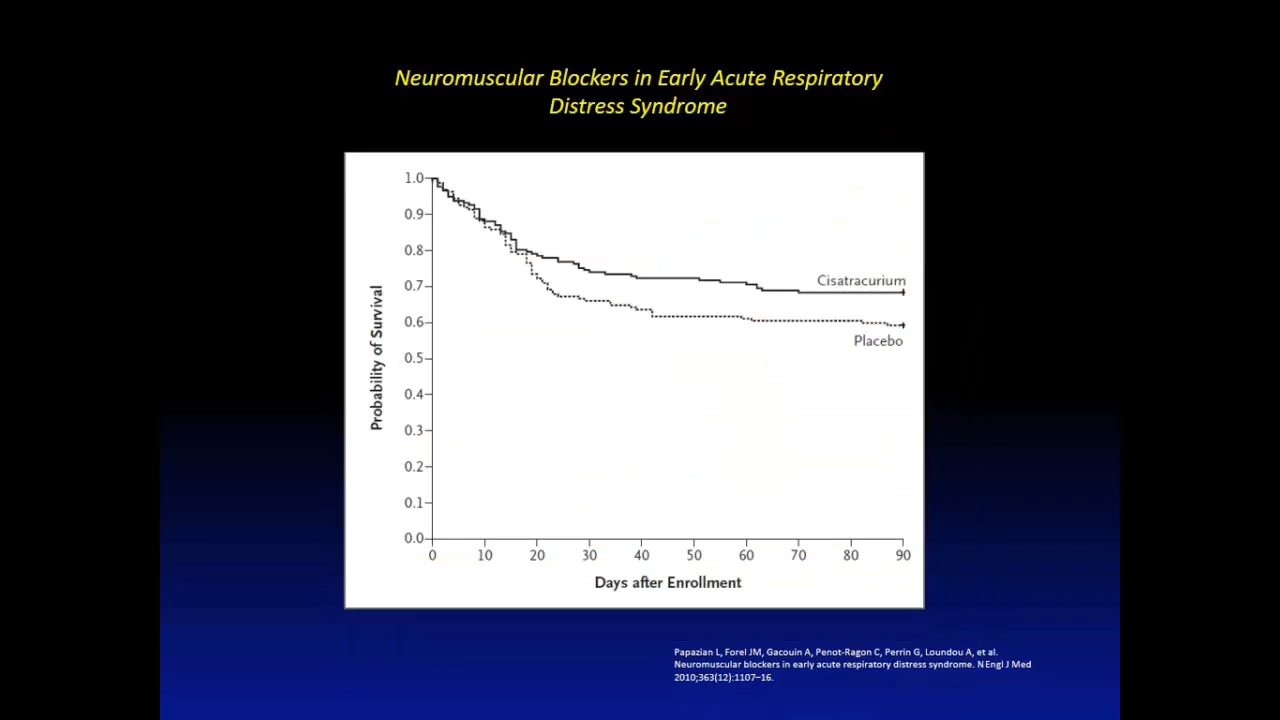 Neuromuscular Blockers in Early Acute Respiratory
Distress Syndrome
1.0
0.9
0.8
0.7
0.6
0.5
0.4
0.3
0.2
0.1
0.0
Probability of Survival
Cisatracurium
Placebo
0 10 20 30 40 50 60 70 80 90
Days after Enrollment
Papazian L, Forel JM, Gacouin A, Penot-Ragon C, Perrin G, Loundou A, et al.
Neuromuscular blockers in early acute respiratory distress syndrome. N Engl J Med
2010;363(12):1107–16.